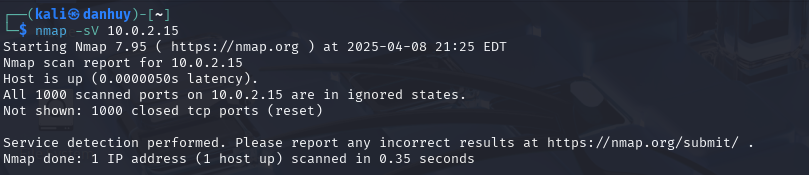 ┌──(kali㉿danhuy)-[~]
└─$ nmap -sV 10.0.2.15
Starting Nmap 7.95 ( https://nmap.org ) at 2025-04-08 21:25 EDT
Nmap scan report for 10.0.2.15
Host is up (0.0000050s latency).
All 1000 scanned ports on 10.0.2.15 are in ignored states.
Not shown: 1000 closed tcp ports (reset)
Service detection performed. Please report any incorrect results at https://nmap.org/submit/ .
Nmap done: 1 IP address (1 host up) scanned in 0.35 seconds